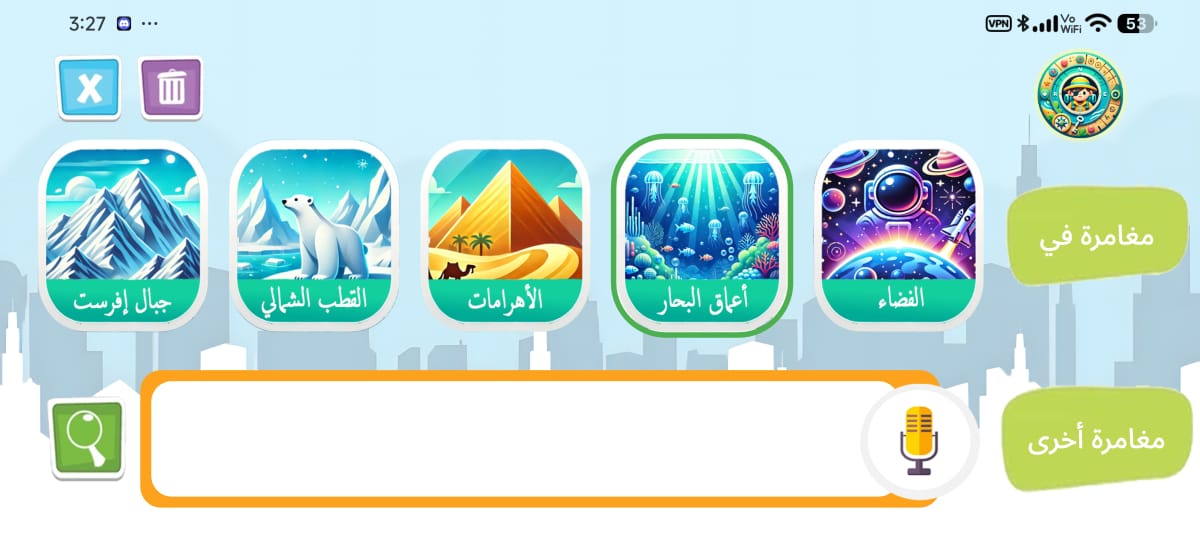 3:27
VPN Vo WiFi 53
X
مغامرة في
الفضاء
أعماق البحار
الأهرامات
القطب الشمالي
جبال إفرست
مغامرة أخرى